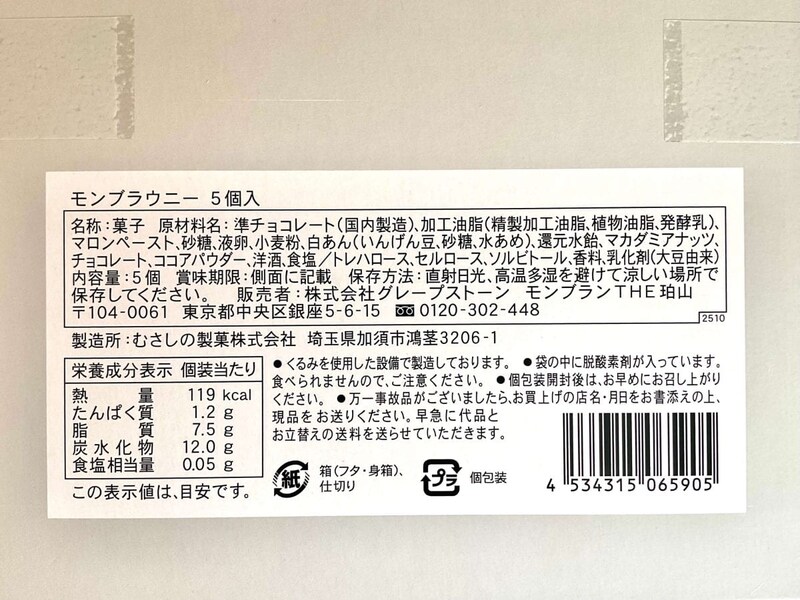 モンブラウニー 5個入
名称:菓子 原材料名:準チョコレート(国内製造)、加工油脂(精製加工油脂、植物油脂、発酵乳)、
マロンペースト、砂糖、液卵、小麦粉、白あん(いんげん豆、砂糖、水あめ)、還元水飴、マカダミアナッツ、
チョコレート、ココアパウダー、洋酒、食塩/トレハロース、セルロース、ソルビトール、香料、乳化剤(大豆由来)
内容量:5個 賞味期限:側面に記載 保存方法:直射日光、高温多湿を避けて涼しい場所で
保存してください。 販売者:株式会社グレープストーン モンブランTHE珀山
〒104-0061 東京都中央区銀座5-6-15 0120-302-448
2510
製造所:むさしの製菓株式会社 埼玉県加須市鴻茎3206-1
栄養成分表示 個装当たり
熱量 119 kcal
たんぱく質 1.2 g
脂質 7.5 g
炭水化物 12.0 g
食塩相当量 0.05 g
この表示値は、目安です。
●くるみを使用した設備で製造しております。 ●袋の中に脱酸素剤が入っています。
食べられませんので、ご注意ください。 ●個包装開封後は、お早めにお召し上がり
ください。 ●万一事故品がございましたら、お買上げの店名・月日をお書添えの上、
現品をお送りください。早急に代品と
お立替えの送料を送らせていただきます。
紙
箱(フタ・身箱)、
仕切り
プラ
個包装
4 534315 065905